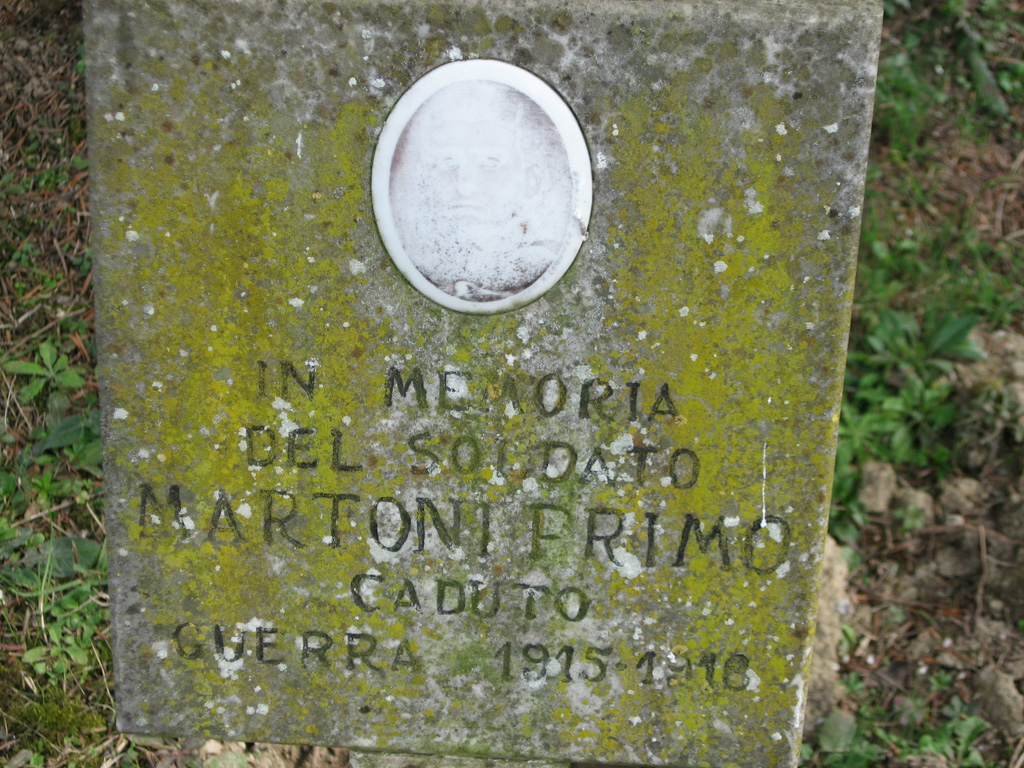 IN MEMORIA
DEL SOLDATO
MARTONI PRIMO
CADUTO
GUERRA 1915-1918